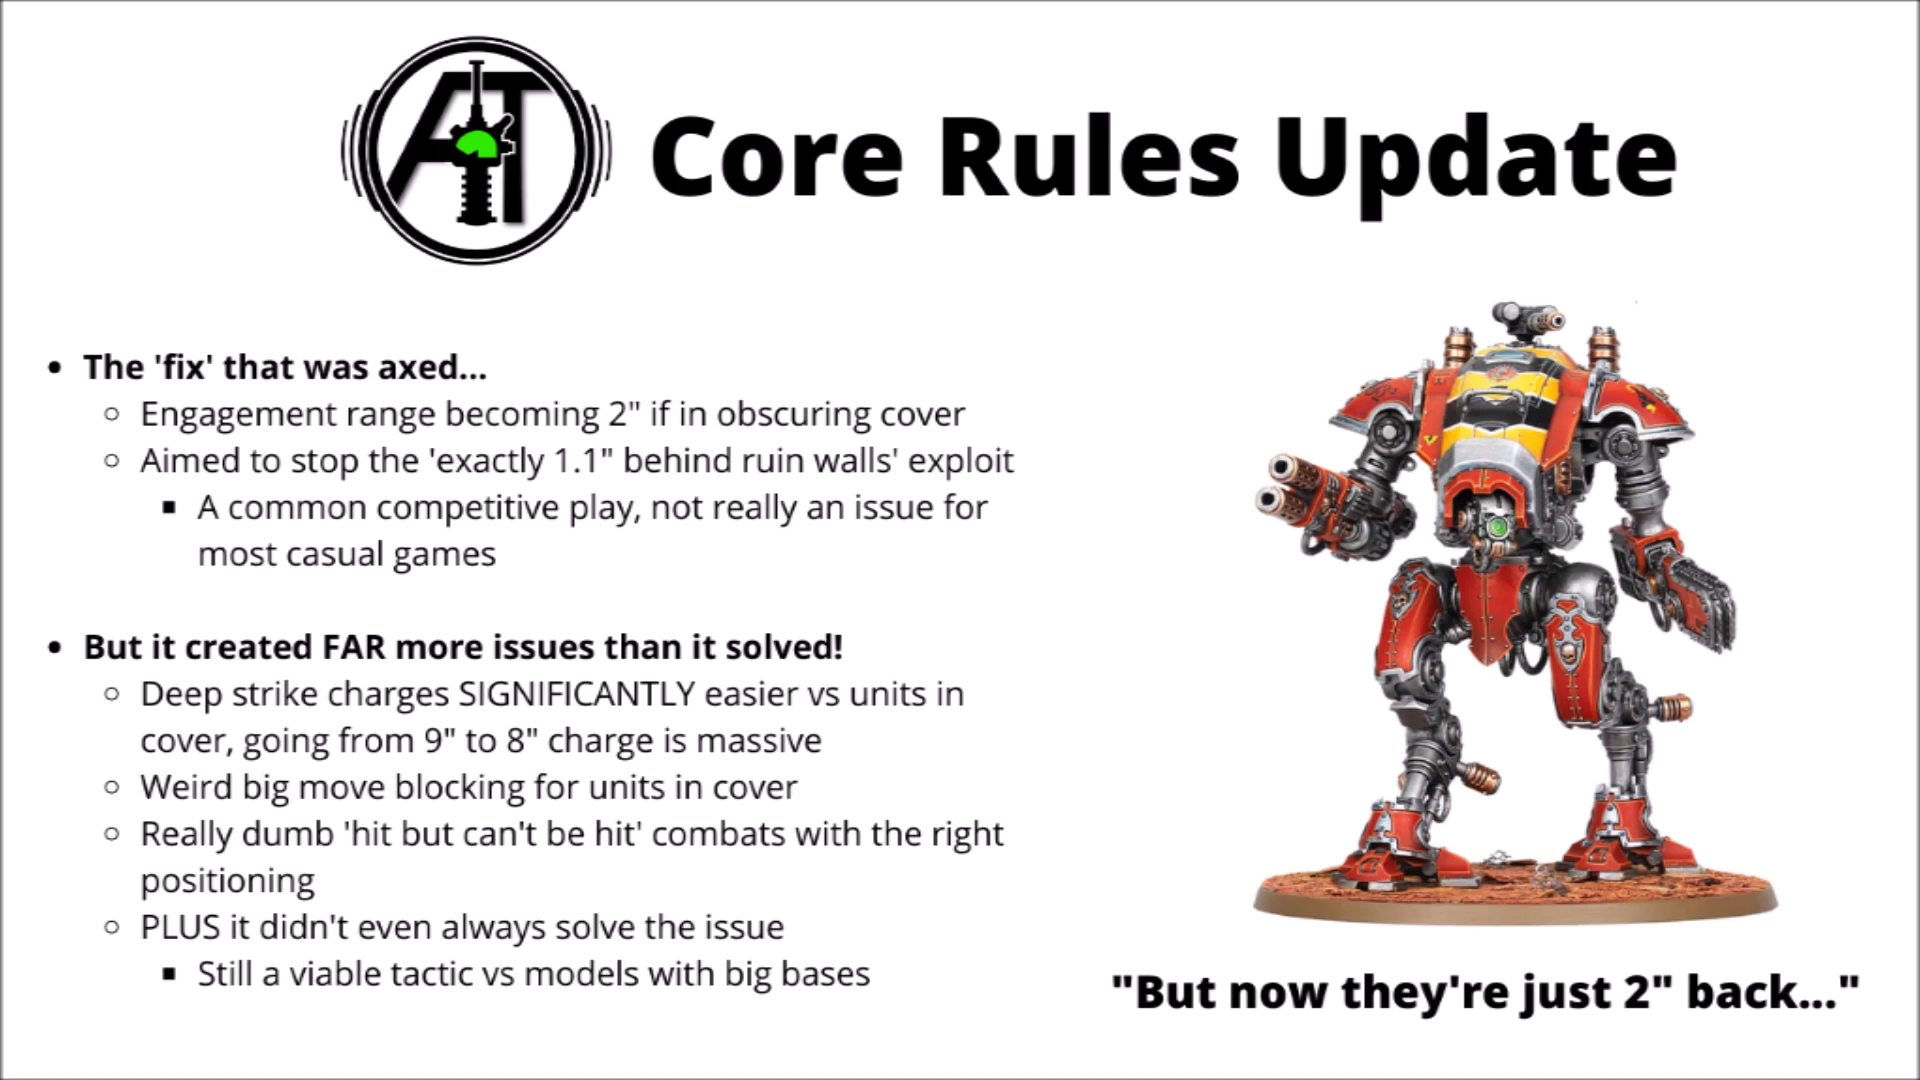 AT
Core Rules Update
• The 'fix' that was axed...
○ Engagement range becoming 2" if in obscuring cover
○ Aimed to stop the 'exactly 1.1" behind ruin walls' exploit
▪ A common competitive play, not really an issue for
most casual games
• But it created FAR more issues than it solved!
○ Deep strike charges SIGNIFICANTLY easier vs units in
cover, going from 9" to 8" charge is massive
○ Weird big move blocking for units in cover
○ Really dumb 'hit but can't be hit' combats with the right
positioning
○ PLUS it didn't even always solve the issue
▪ Still a viable tactic vs models with big bases
"But now they're just 2" back..."